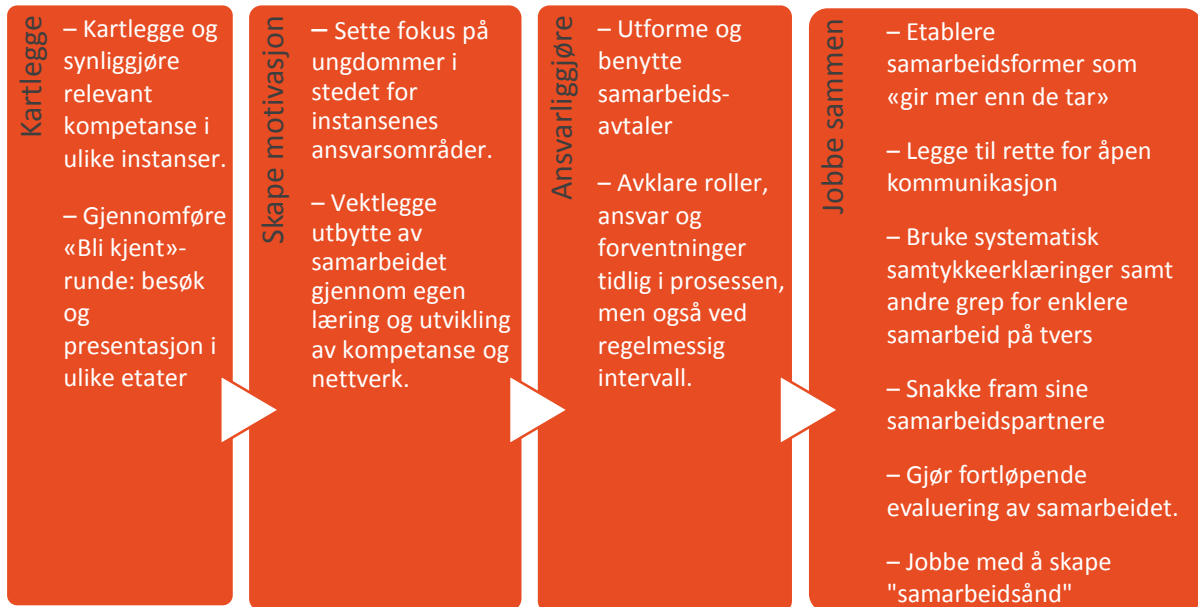 Kartlegge
– Kartlegge og
synliggjøre
relevant
kompetanse i
ulike instanser.
– Gjennomføre
«Bli kjent»-
runde: besøk
og
presentasjon i
ulike etater
Skape motivasjon
– Sette fokus på
ungdommer i
stedet for
instansenes
ansvarsområder.
– Vektlegge
utbytte av
samarbeidet
gjennom egen
læring og utvikling
av kompetanse og
nettverk.
Ansvarliggjøre
– Utforme og
benytte
samarbeids-
avtaler
– Avklare roller,
ansvar og
forventninger
tidlig i prosessen,
men også ved
regelmessig
intervall.
Jobbe sammen
– Etablere
samarbeidsformer som
«gir mer enn de tar»
– Legge til rette for åpen
kommunikasjon
– Bruke systematisk
samtykkeerklæringer samt
andre grep for enklere
samarbeid på tvers
– Snakke fram sine
samarbeidspartnere
– Gjør fortløpende
evaluering av samarbeidet.
– Jobbe med å skape
"samarbeidsånd"